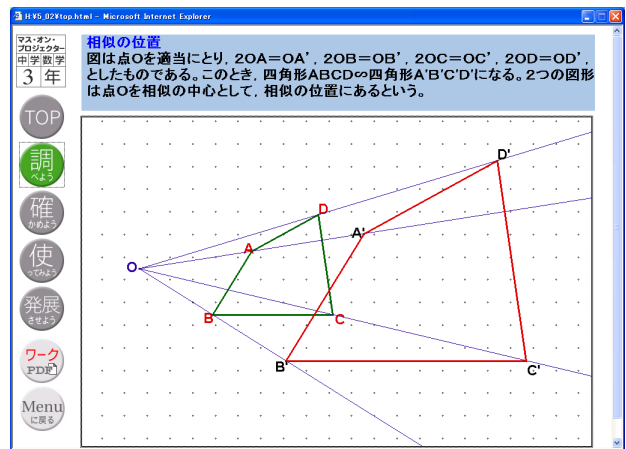 H:¥5_02¥top.html - Microsoft Internet Explorer
マス・オン・
プロジェクター
中学数学
3年
TOP
調
べよう
確
かめよう
使
ってみよう
発展
させよう
ワーク
PDF
Menu
に戻る
相似の位置
図は点Oを適当にとり，2OA＝OA'，2OB＝OB'，2OC＝OC'，2OD＝OD'，
としたものである。このとき，四角形ABCD∽四角形A'B'C'D'になる。2つの図形
は点Oを相似の中心として，相似の位置にあるという。
D'
D
A'
A
O
B
C
B'
C'